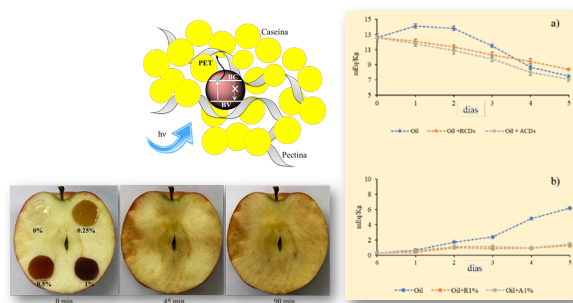 Caseina
PET
BC
BV
hν
Pectina
0%
0.25%
0.5%
1%
0 min
45 min
90 min
a)
mEq/Kg
15
13
11
9
7
5
0
1
2
3
4
5
días
Oil
Oil +RCDs
Oil + ACDs
b)
mEq/Kg
10
8
6
4
2
0
0
1
2
3
4
5
días
Oil
Oil+R1%
Oil+A1%